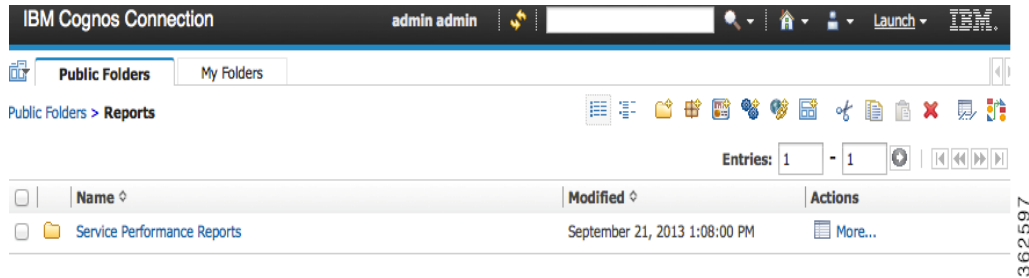 IBM Cognos Connection admin admin Launch IBM.
Public Folders My Folders
Public Folders > Reports
Entries: 1 - 1
Name Modified Actions
Service Performance Reports September 21, 2013 1:08:00 PM More...
362597